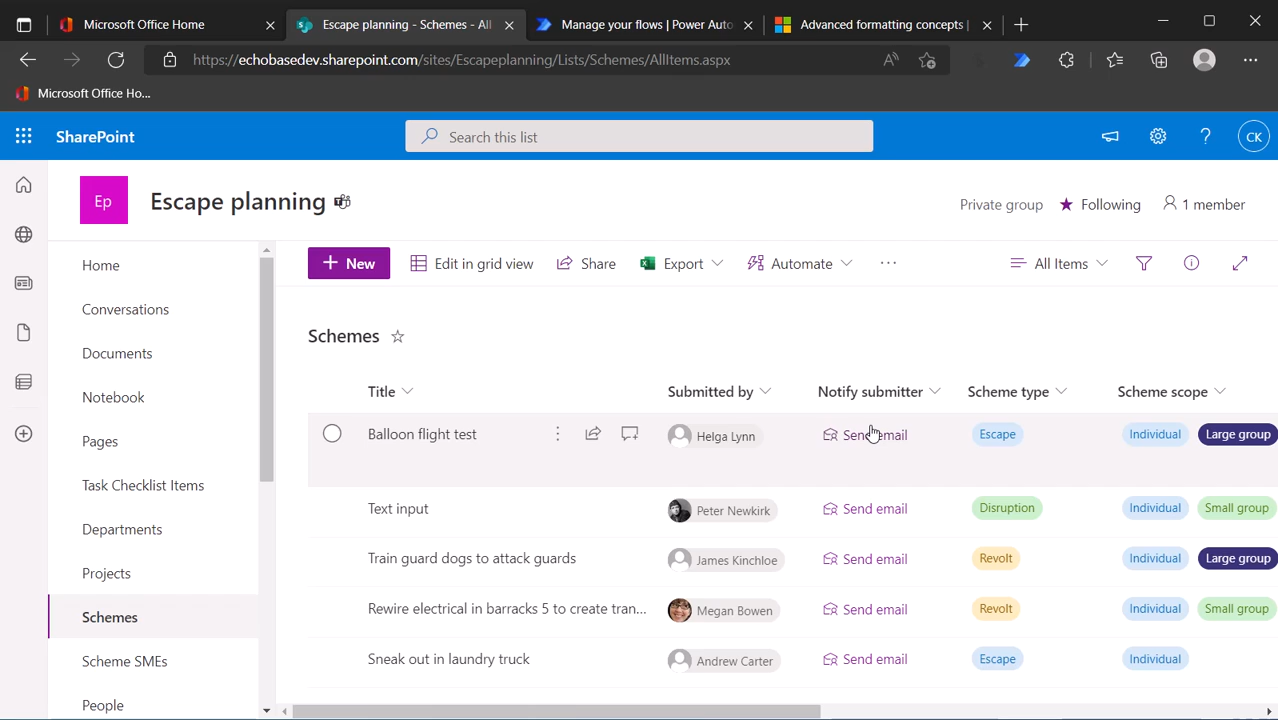 Microsoft Office Home
Escape planning - Schemes - All
Manage your flows | Power Auto
Advanced formatting concepts |
https://echobasedev.sharepoint.com/sites/Escapeplanning/Lists/Schemes/AllItems.aspx
Microsoft Office Ho...
SharePoint
Search this list
CK
Ep
Escape planning
Private group
Following
1 member
Home
Conversations
Documents
Notebook
Pages
Task Checklist Items
Departments
Projects
Schemes
Scheme SMEs
People
New
Edit in grid view
Share
Export
Automate
All Items
Schemes
Title Submitted by Notify submitter Scheme type Scheme scope
Balloon flight test Helga Lynn Send email Escape Individual Large group
Text input Peter Newkirk Send email Disruption Individual Small group
Train guard dogs to attack guards James Kinchloe Send email Revolt Individual Large group
Rewire electrical in barracks 5 to create tran... Megan Bowen Send email Revolt Individual Small group
Sneak out in laundry truck Andrew Carter Send email Escape Individual